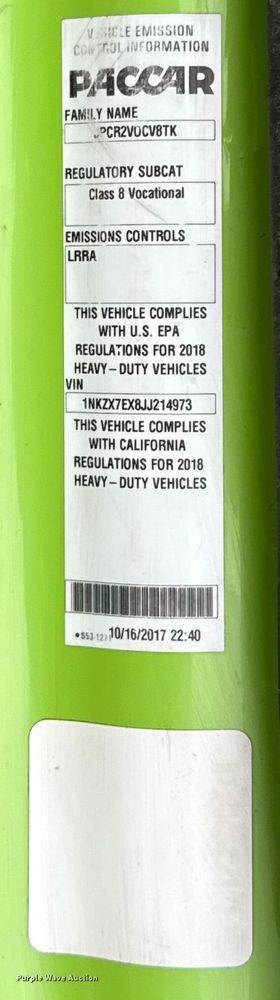 VEHICLE EMISSION
CONTROL INFORMATION
PACCAR
FAMILY NAME
JPCR2VOCV8TK
REGULATORY SUBCAT
Class 8 Vocational
EMISSIONS CONTROLS
LRRA
THIS VEHICLE COMPLIES
WITH U.S. EPA
REGULATIONS FOR 2018
HEAVY-DUTY VEHICLES
VIN
1NKZX7EX8JJ214973
THIS VEHICLE COMPLIES
WITH CALIFORNIA
REGULATIONS FOR 2018
HEAVY-DUTY VEHICLES
10/16/2017 22:40
Purple Wave Auction